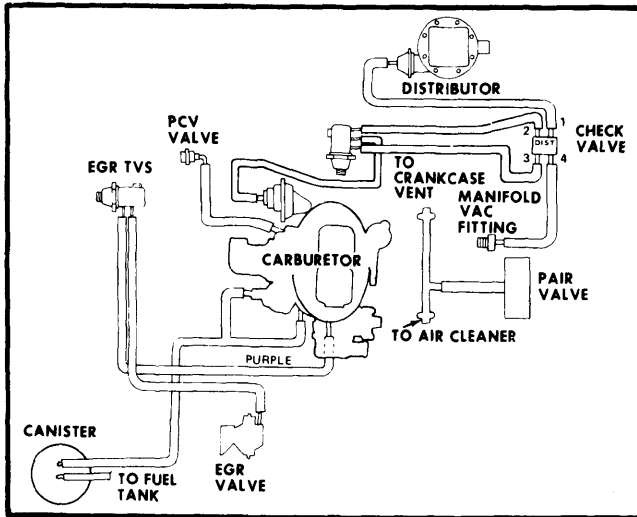 DISTRIBUTOR
PCV
VALVE
1
2
CHECK
VALVE
DIST
EGR TVS
3
4
TO
CRANKCASE
VENT
MANIFOLD
VAC
FITTING
CARBURETOR
PAIR
VALVE
TO AIR CLEANER
PURPLE
CANISTER
TO FUEL
TANK
EGR
VALVE